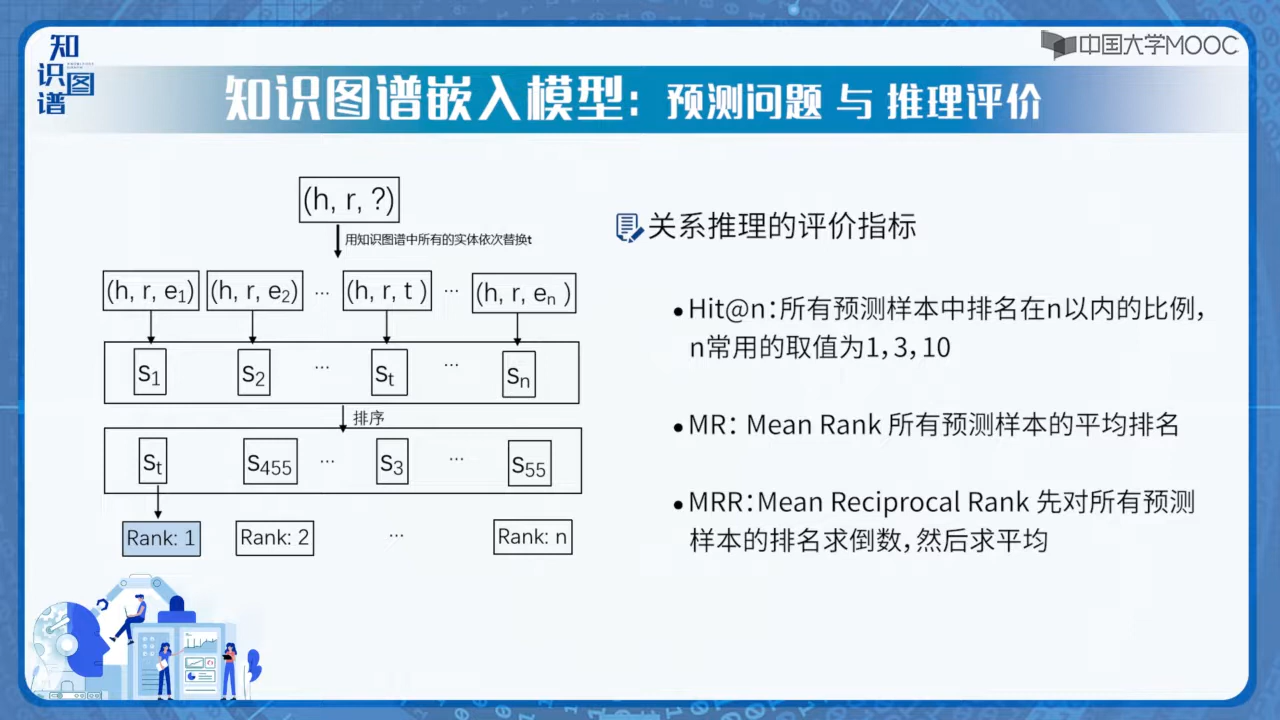 知识图谱
中国大学MOOC
知识图谱嵌入模型：预测问题 与 推理评价
(h, r, ?)
用知识图谱中所有的实体依次替换t
(h, r, e1) (h, r, e2) ... (h, r, t ) ... (h, r, en )
S1 S2 ... St ... Sn
排序
St S455 ... S3 ... S55
Rank: 1 Rank: 2 ... Rank: n
关系推理的评价指标
•Hit@n：所有预测样本中排名在n以内的比例，
n常用的取值为1，3，10
•MR： Mean Rank 所有预测样本的平均排名
•MRR：Mean Reciprocal Rank 先对所有预测
样本的排名求倒数，然后求平均